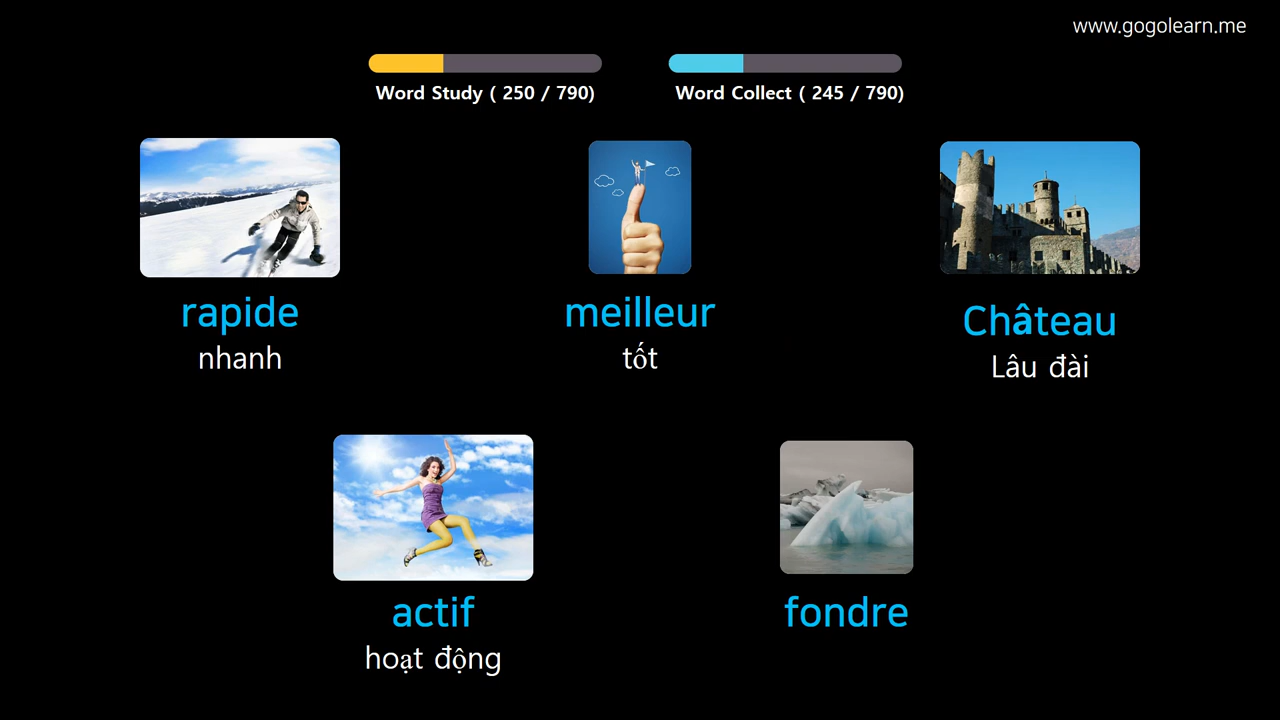 www.gogolearn.me
Word Study ( 250 / 790)
Word Collect ( 245 / 790)
rapide
nhanh
meilleur
tốt
Château
Lâu đài
actif
hoạt động
fondre